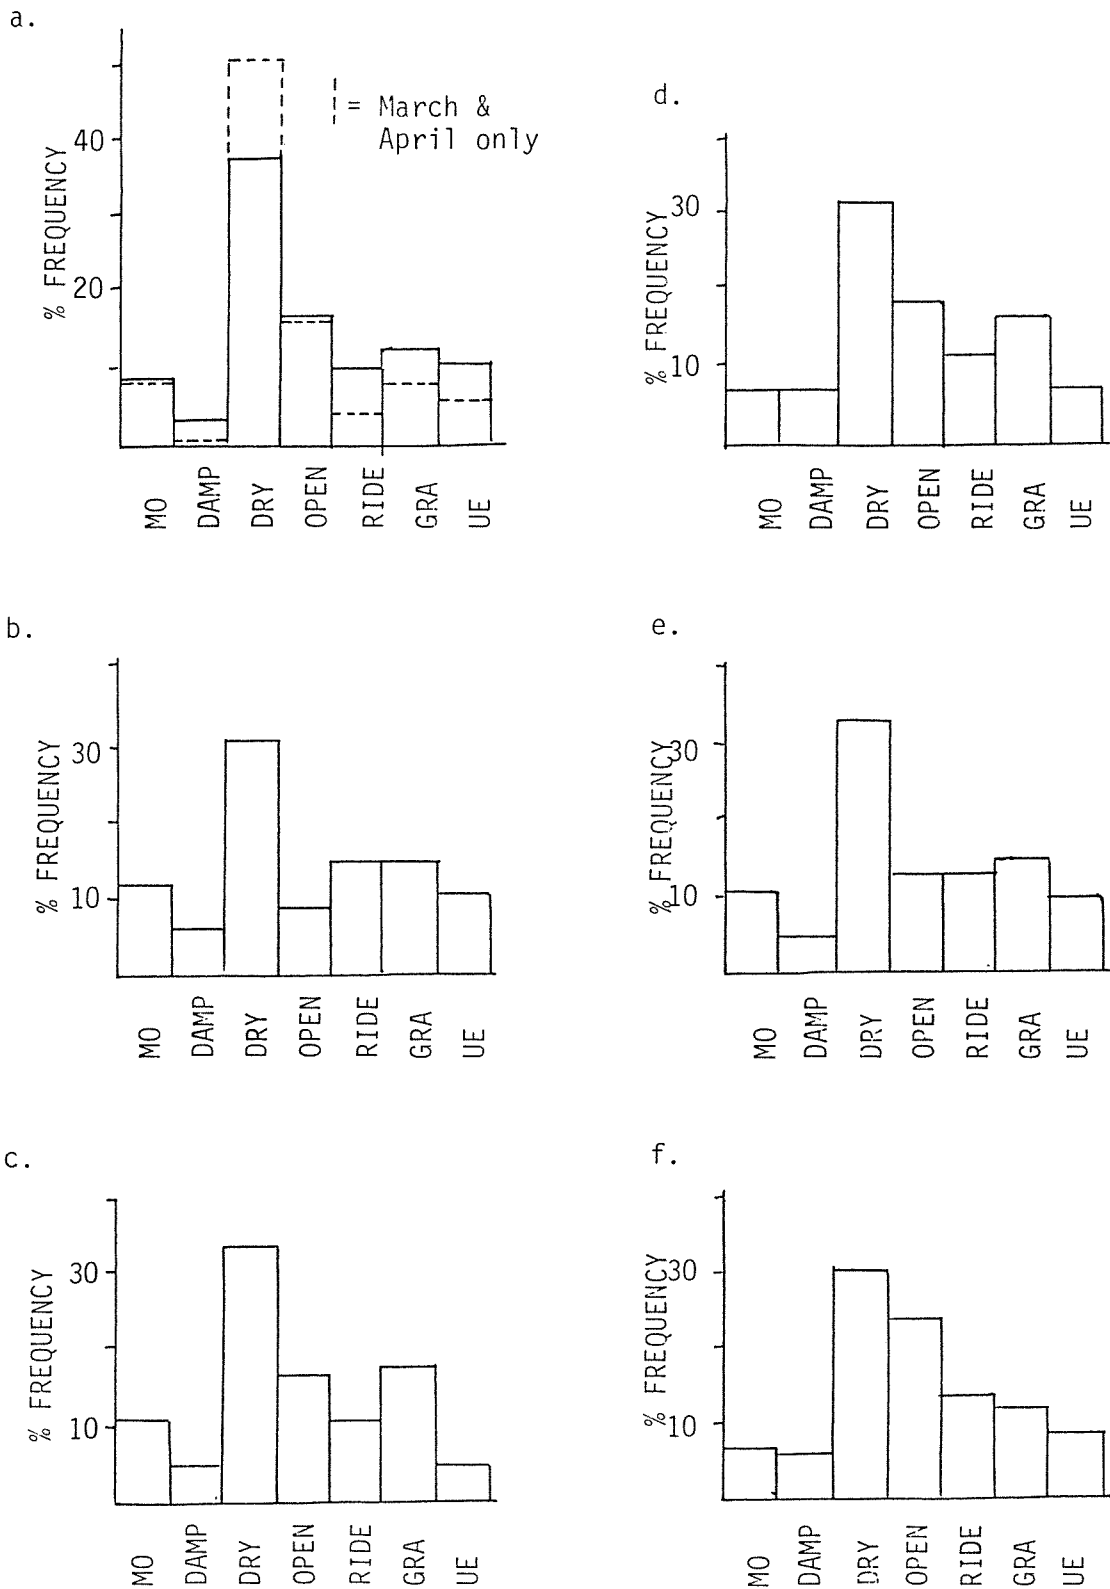 a.
% FREQUENCY
40
20
¦= March &
April only
MO DAMP DRY OPEN RIDE GRA UE
d.
% FREQUENCY
30
10
MO DAMP DRY OPEN RIDE GRA UE
b.
% FREQUENCY
30
10
MO DAMP DRY OPEN RIDE GRA UE
e.
% FREQUENCY
30
10
MO DAMP DRY OPEN RIDE GRA UE
c.
% FREQUENCY
30
10
MO DAMP DRY OPEN RIDE GRA UE
f.
% FREQUENCY
30
10
MO DAMP DRY OPEN RIDE GRA UE